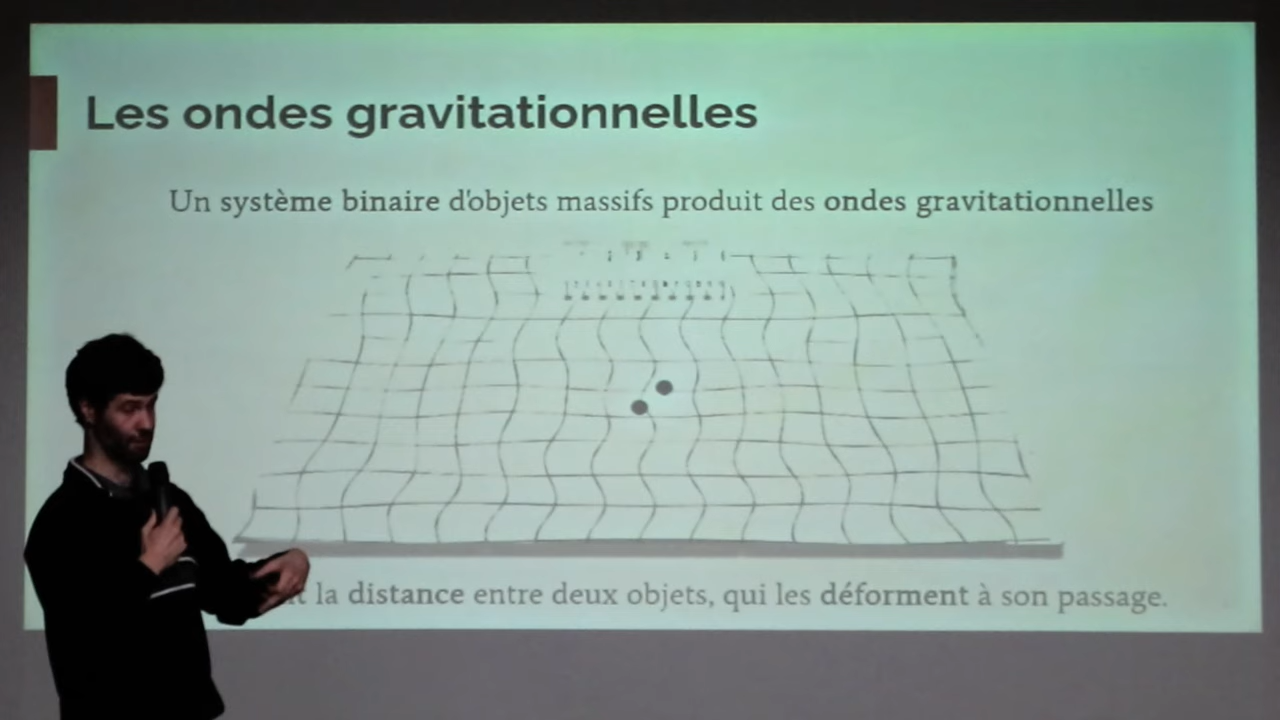 Les ondes gravitationnelles
Un système binaire d'objets massifs produit des ondes gravitationnelles
la distance entre deux objets, qui les déforment à son passage.